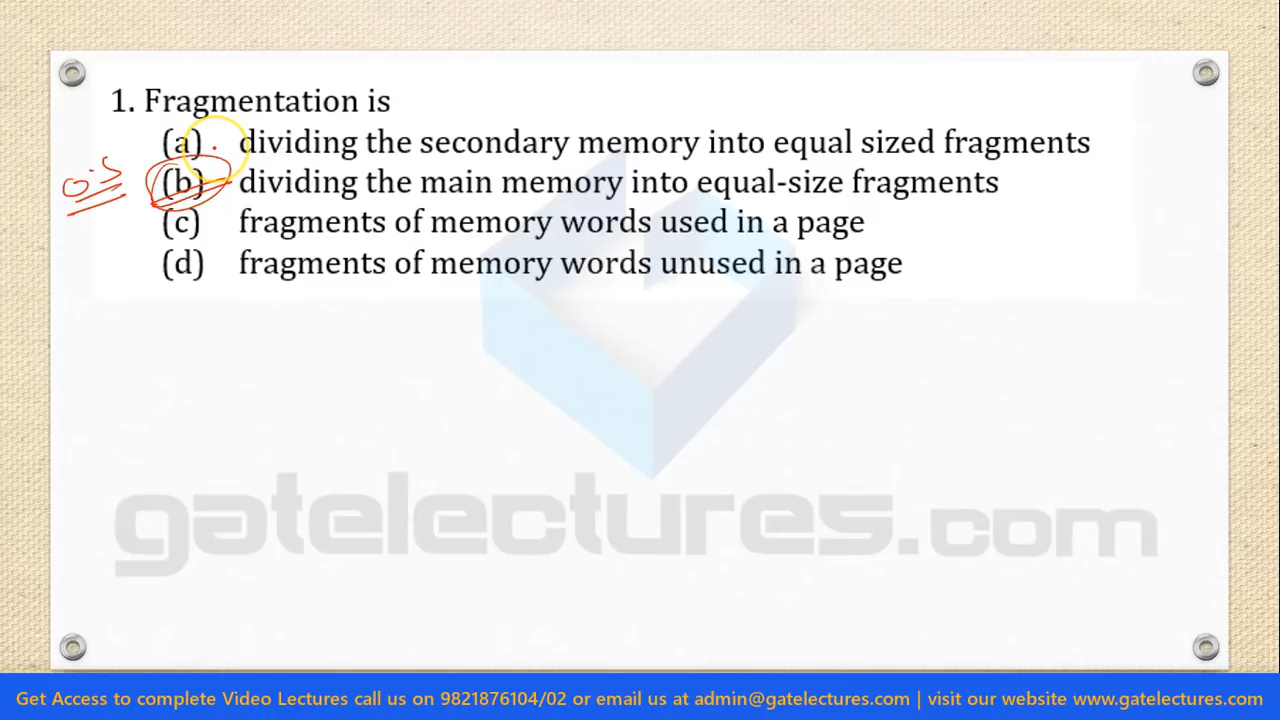 1. Fragmentation is
(a) dividing the secondary memory into equal sized fragments
O.S (b) dividing the main memory into equal-size fragments
(c) fragments of memory words used in a page
(d) fragments of memory words unused in a page
gatelectures.com
Get Access to complete Video Lectures call us on 9821876104/02 or email us at admin@gatelectures.com | visit our website www.gatelectures.com